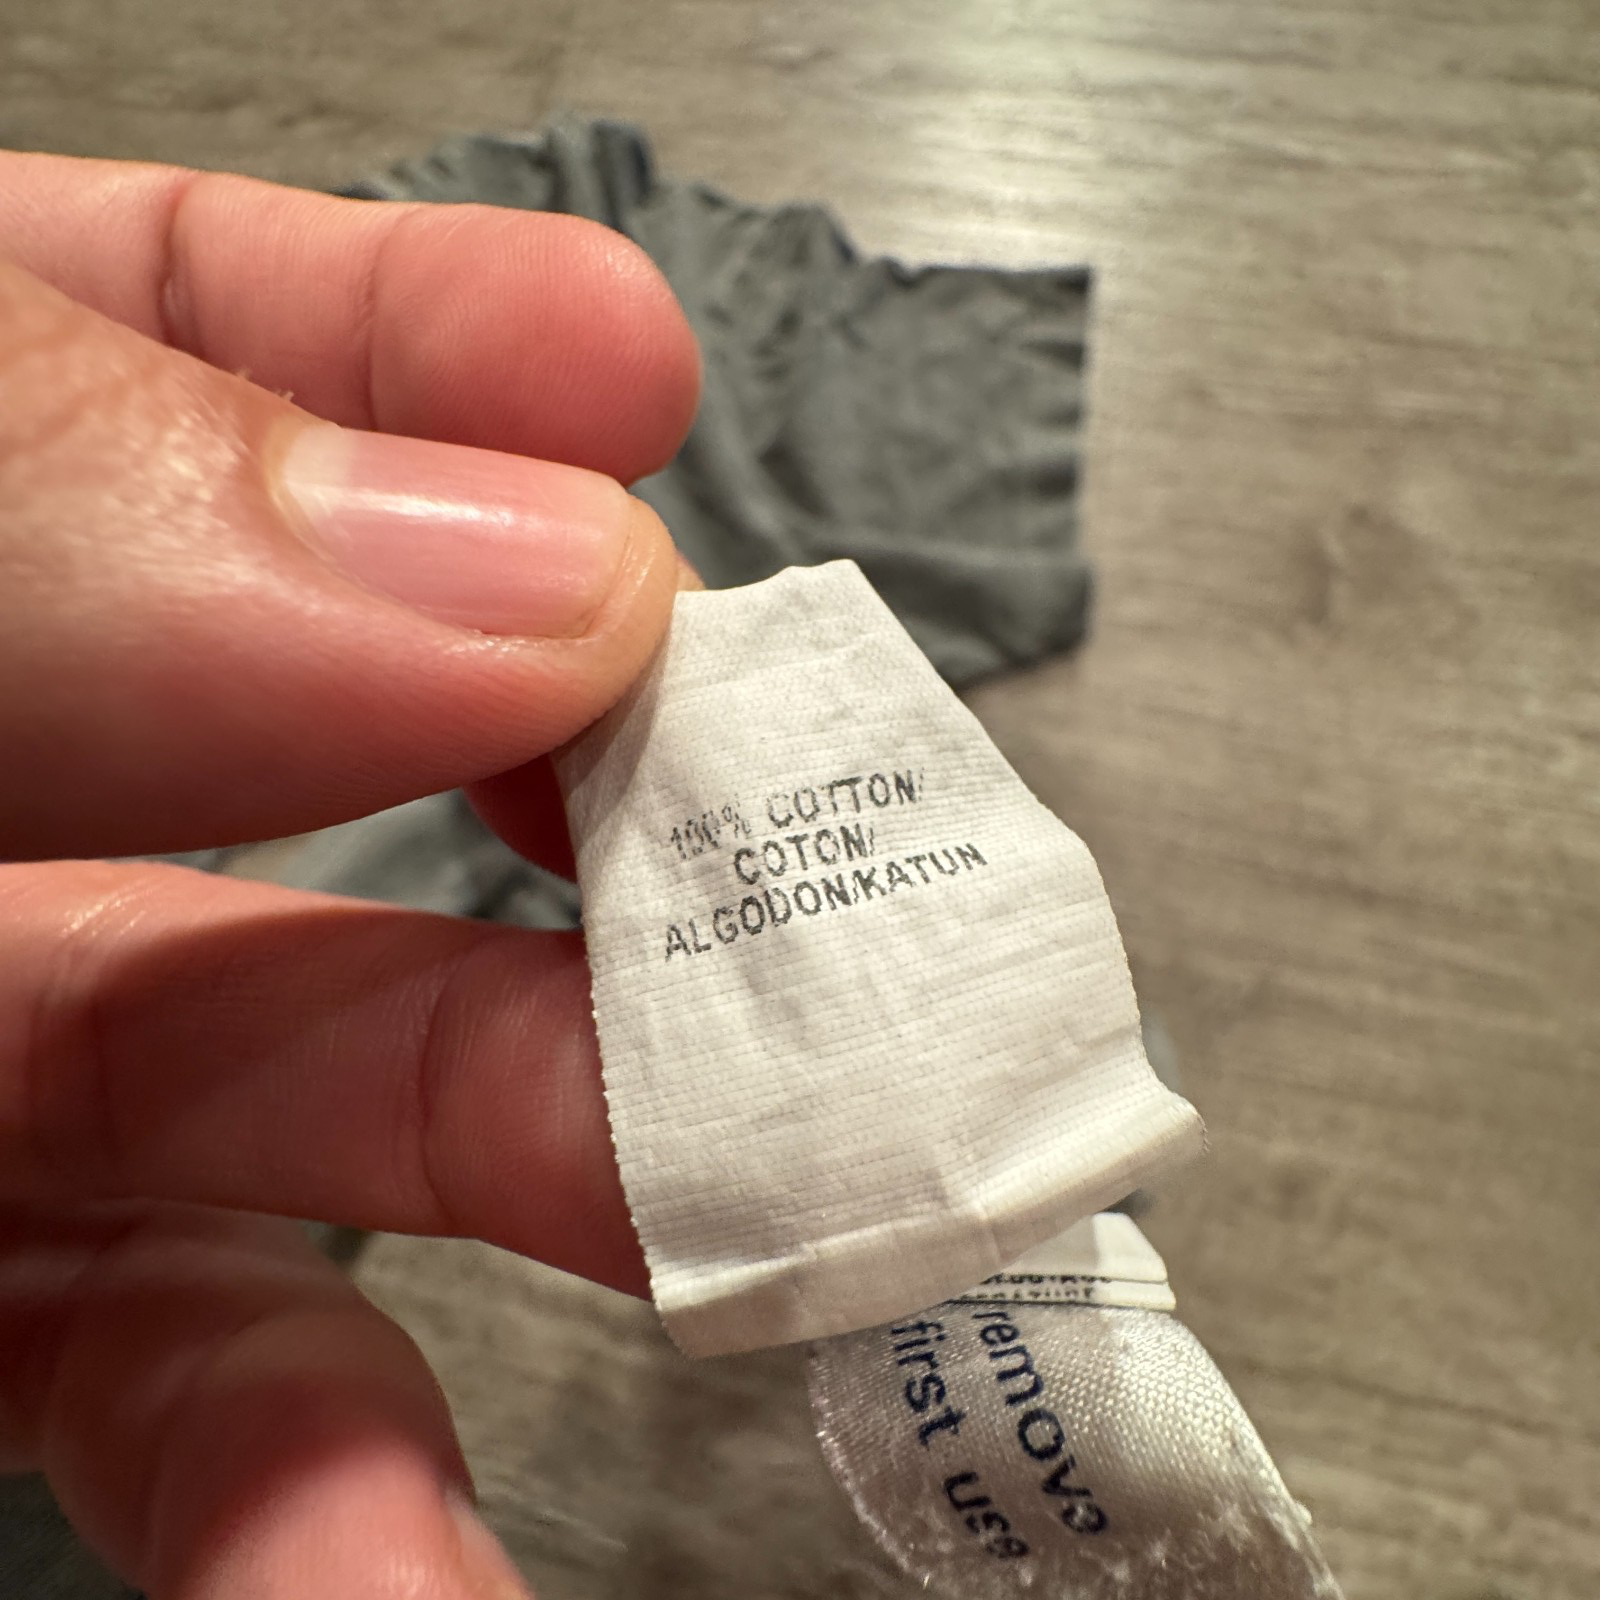 100% COTTON/
COTON/
ALGODON/KATUN
remove
first use